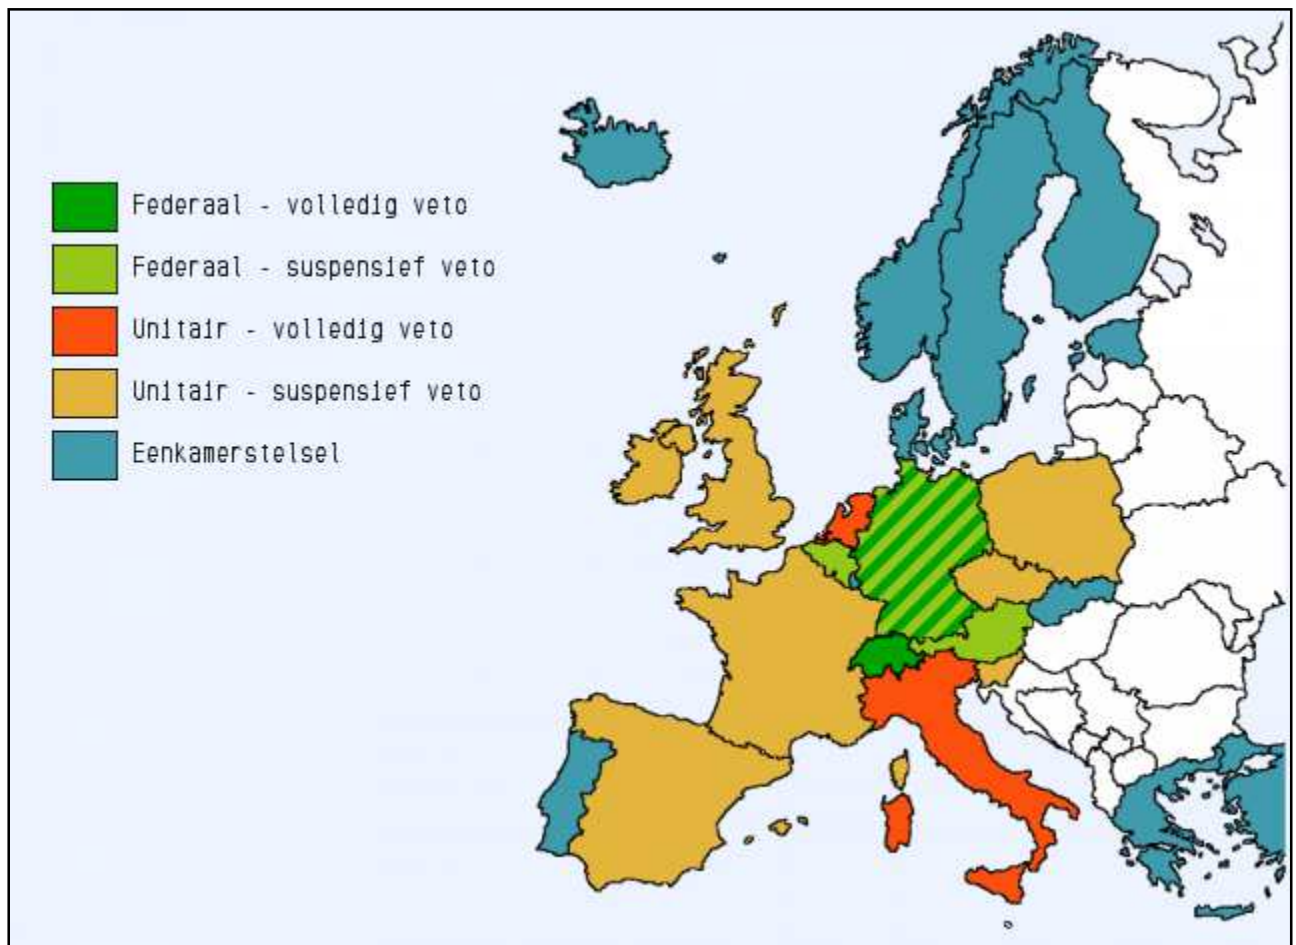 Federaal - volledig veto
Federaal - suspensief veto
Unitair - volledig veto
Unitair - suspensief veto
Eenkamerstelsel